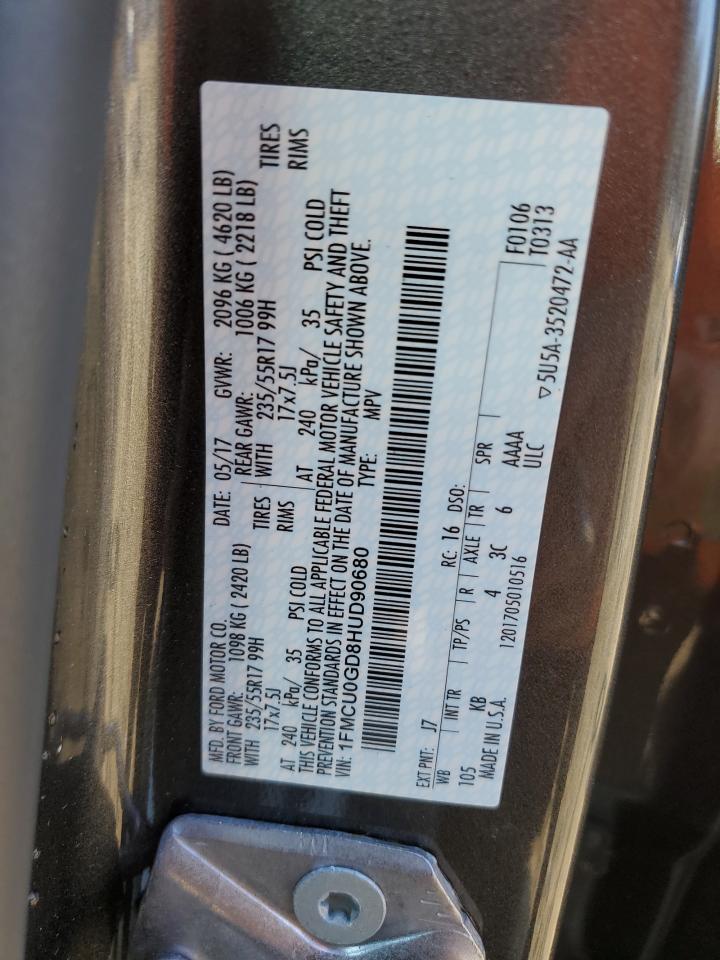 MFD. BY FORD MOTOR CO.
DATE: 05/17 GVWR: 2096 KG ( 4620 LB)
FRONT GAWR: 1098 KG ( 2420 LB)
REAR GAWR: 1006 KG ( 2218 LB)
WITH 235/55R17 99H TIRES
WITH 235/55R17 99H TIRES
17x7.5J RIMS
17x7.5J RIMS
AT 240 kPa/ 35 PSI COLD
AT 240 kPa/ 35 PSI COLD
THIS VEHICLE CONFORMS TO ALL APPLICABLE FEDERAL MOTOR VEHICLE SAFETY AND THEFT
PREVENTION STANDARDS IN EFFECT ON THE DATE OF MANUFACTURE SHOWN ABOVE.
VIN: 1FMCU0GD8HUD90680 TYPE: MPV
EXT PNT: J7 RC: 16 DSO: F0106
T0313
WB INT TR TP/PS R AXLE TR SPR
105 KB 4 3C 6 AAAA
ULC
MADE IN U.S.A. 1201705010516 ▽5U5A-3520472-AA